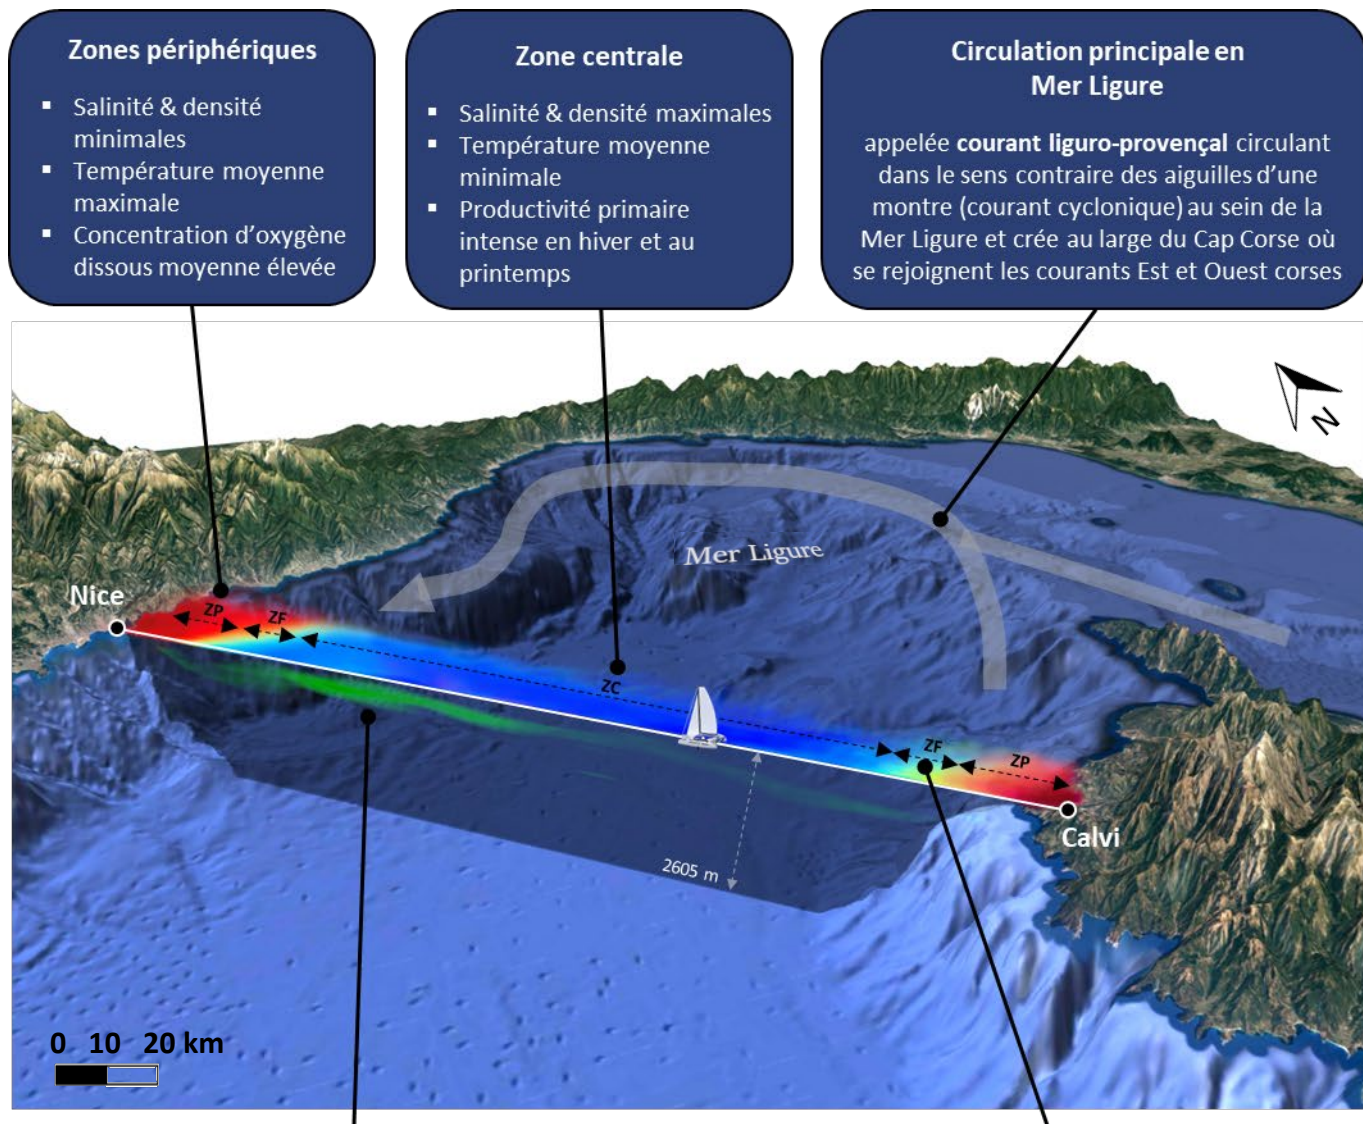 Zones périphériques
▪ Salinité & densité
minimales
▪ Température moyenne
maximale
▪ Concentration d'oxygène
dissous moyenne élevée
Zone centrale
▪ Salinité & densité maximales
▪ Température moyenne
minimale
▪ Productivité primaire
intense en hiver et au
printemps
Circulation principale en
Mer Ligure
appelée courant liguro-provençal circulant
dans le sens contraire des aiguilles d'une
montre (courant cyclonique) au sein de la
Mer Ligure et crée au large du Cap Corse où
se rejoignent les courants Est et Ouest corses
N
Mer Ligure
Nice
ZP
ZF
ZC
ZF
ZP
Calvi
2605 m
0 10 20 km